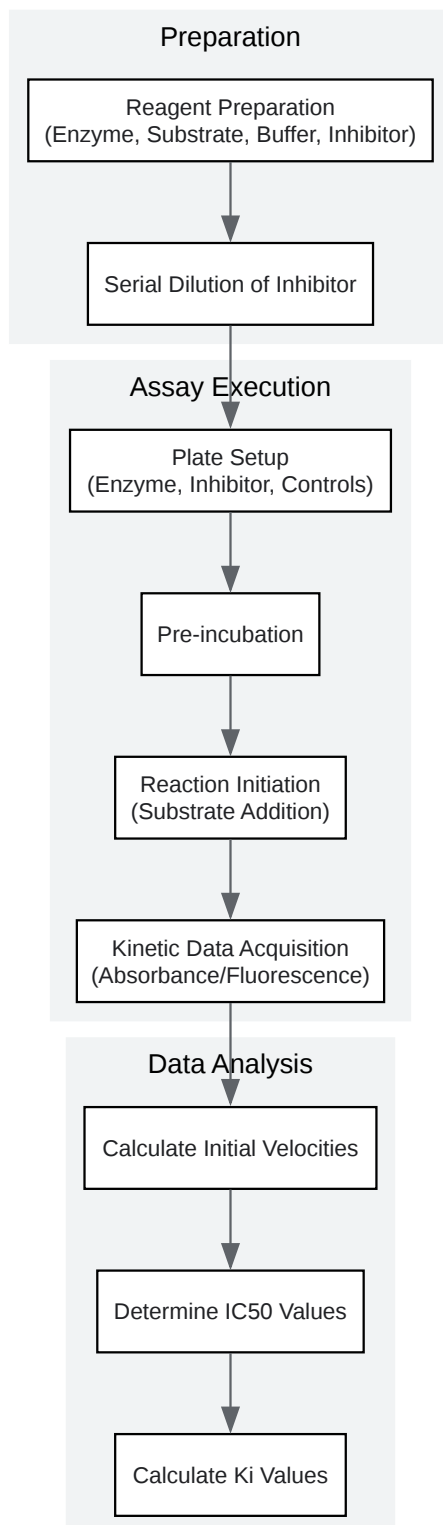 Preparation
Reagent Preparation
(Enzyme, Substrate, Buffer, Inhibitor)
Serial Dilution of Inhibitor
Assay Execution
Plate Setup
(Enzyme, Inhibitor, Controls)
Pre-incubation
Reaction Initiation
(Substrate Addition)
Kinetic Data Acquisition
(Absorbance/Fluorescence)
Data Analysis
Calculate Initial Velocities
Determine IC50 Values
Calculate Ki Values